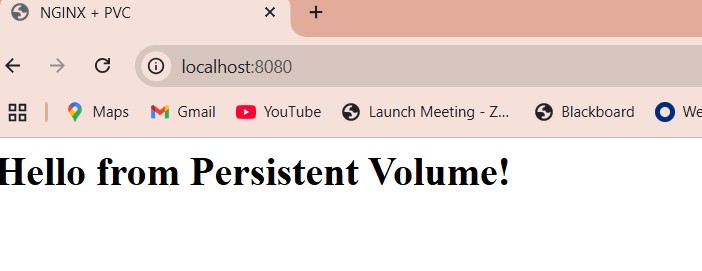 NGINX + PVC
localhost:8080
Maps Gmail YouTube Launch Meeting - Z... Blackboard We
Hello from Persistent Volume!